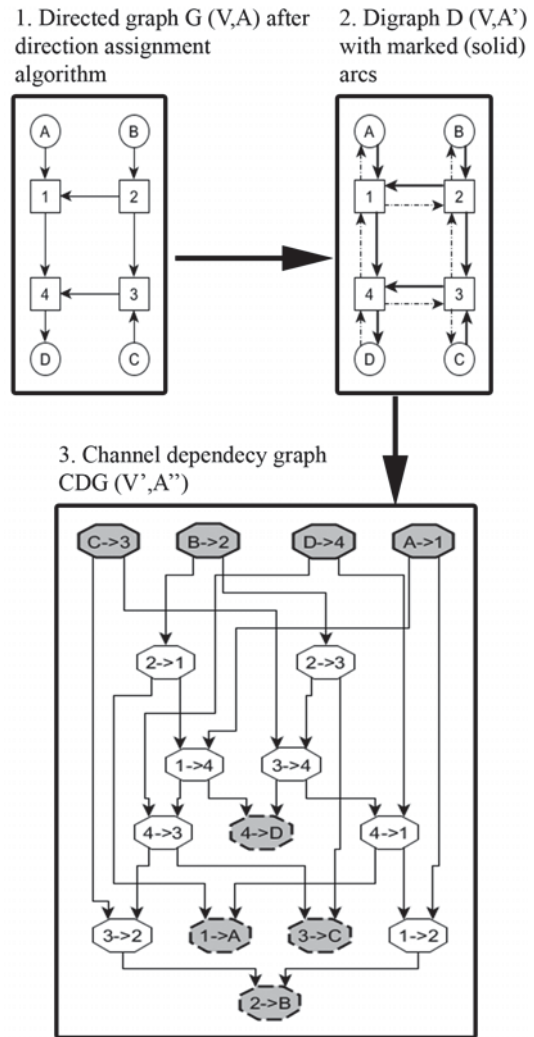 1. Directed graph G (V,A) after
direction assignment
algorithm
2. Digraph D (V,A’)
with marked (solid)
arcs
A B
1 2
4 3
D C
A B
1 2
4 3
D C
3. Channel dependecy graph
CDG (V’,A’’)
C->3 B->2 D->4 A->1
2->1 2->3
1->4 3->4
4->3 4->D 4->1
3->2 1->A 3->C 1->2
2->B